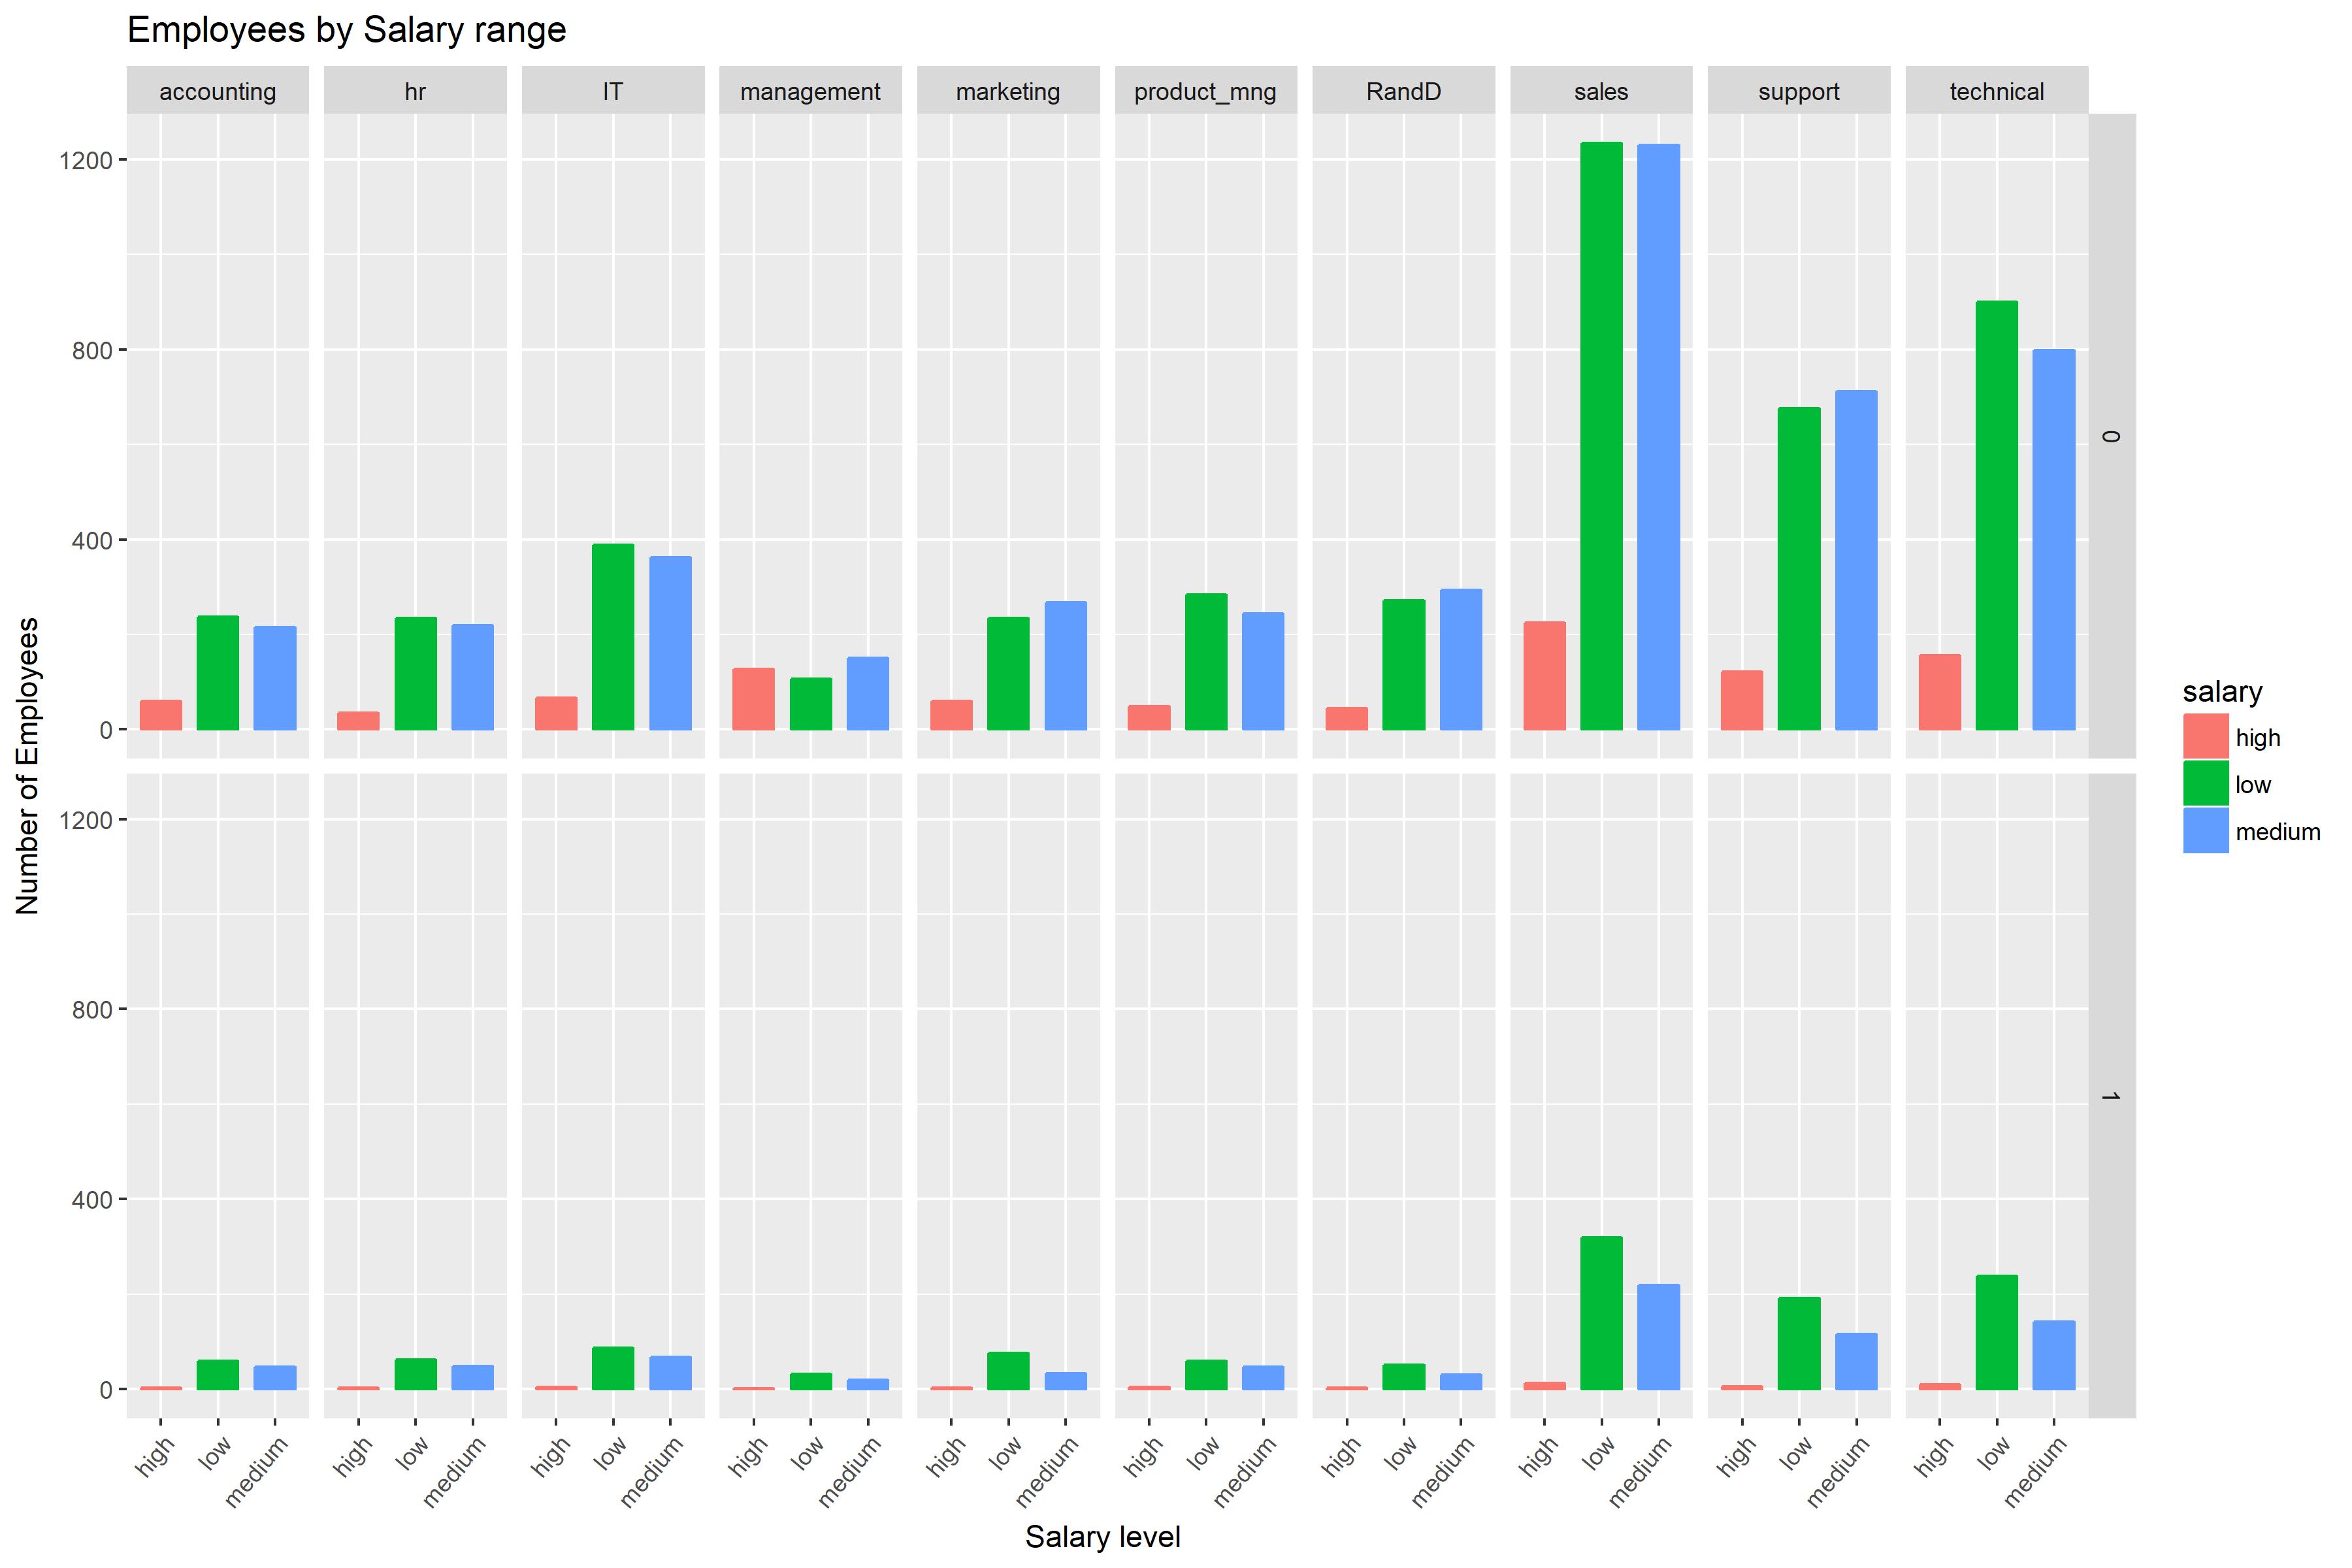 Employees by Salary range
accounting hr IT management marketing product_mng RandD sales support technical
1200
800
400
0
0
1200
800
400
0
1
Number of Employees
high low medium high low medium high low medium high low medium high low medium high low medium high low medium high low medium high low medium high low medium
Salary level
salary
high
low
medium